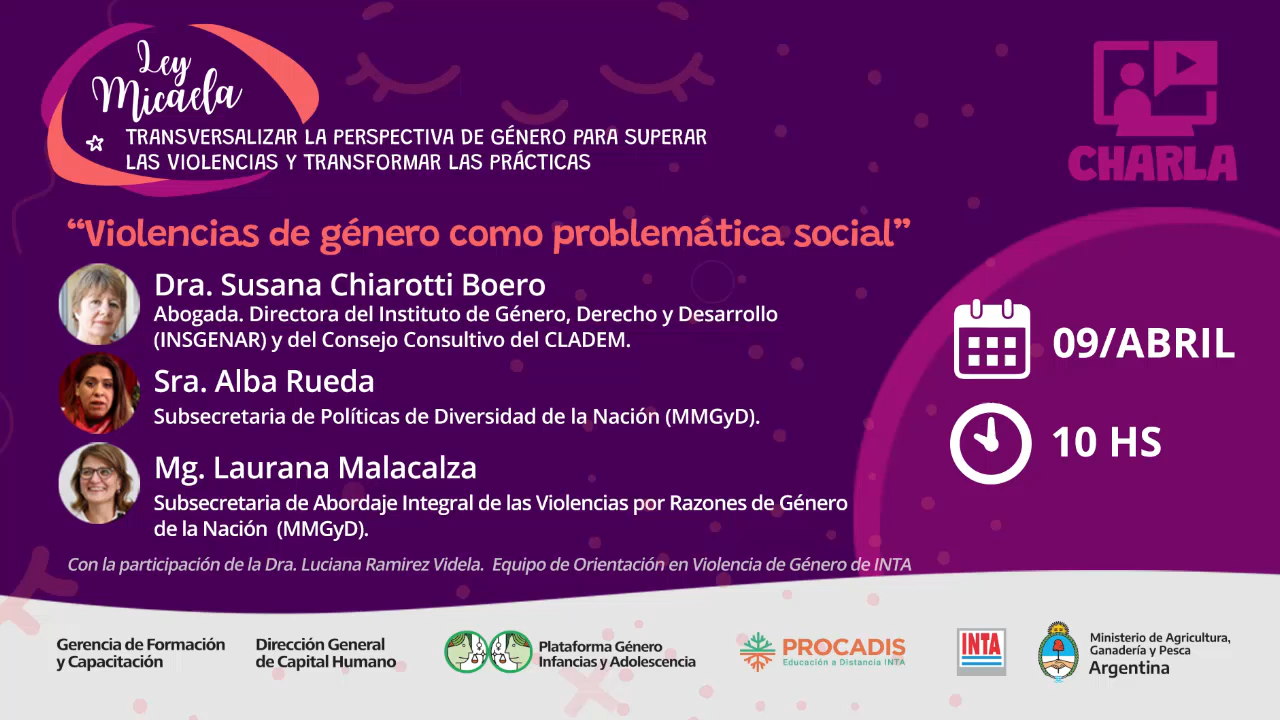 Ley
Micaela
TRANSVERSALIZAR LA PERSPECTIVA DE GÉNERO PARA SUPERAR
LAS VIOLENCIAS Y TRANSFORMAR LAS PRÁCTICAS
CHARLA
“Violencias de género como problemática social”
Dra. Susana Chiarotti Boero
Abogada. Directora del Instituto de Género, Derecho y Desarrollo
(INSGENAR) y del Consejo Consultivo del CLADEM.
Sra. Alba Rueda
Subsecretaria de Políticas de Diversidad de la Nación (MMGyD).
Mg. Laurana Malacalza
Subsecretaria de Abordaje Integral de las Violencias por Razones de Género
de la Nación (MMGyD).
09/ABRIL
10 HS
Con la participación de la Dra. Luciana Ramirez Videla. Equipo de Orientación en Violencia de Género de INTA
Gerencia de Formación
y Capacitación
Dirección General
de Capital Humano
Plataforma Género
Infancias y Adolescencia
PROCADIS
Educación a Distancia INTA
INTA
Ministerio de Agricultura,
Ganadería y Pesca
Argentina